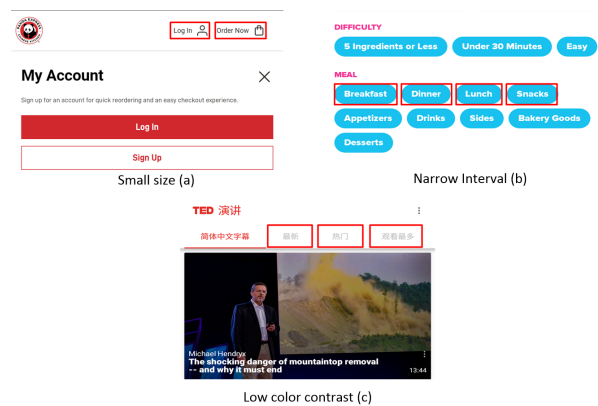 PANDA EXPRESS
Log In Order Now
My Account
Sign up for an account for quick reordering and an easy checkout experience.
Log In
Sign Up
Small size (a)
DIFFICULTY
5 Ingredients or Less Under 30 Minutes Easy
MEAL
Breakfast Dinner Lunch Snacks
Appetizers Drinks Sides Bakery Goods
Desserts
Narrow Interval (b)
TED 演讲
简体中文字幕 最新 热门 观看最多
Michael Hendryx
The shocking danger of mountaintop removal
-- and why it must end
13:44
Low color contrast (c)